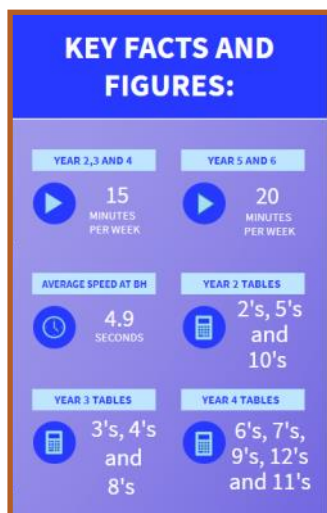 KEY FACTS AND
FIGURES:
YEAR 2,3 AND 4
15
MINUTES
PER WEEK
YEAR 5 AND 6
20
MINUTES
PER WEEK
AVERAGE SPEED AT BH
4.9
SECONDS
YEAR 2 TABLES
2's, 5's
and
10's
YEAR 3 TABLES
3's, 4's
and
8's
YEAR 4 TABLES
6's, 7's,
9's, 12's
and 11's